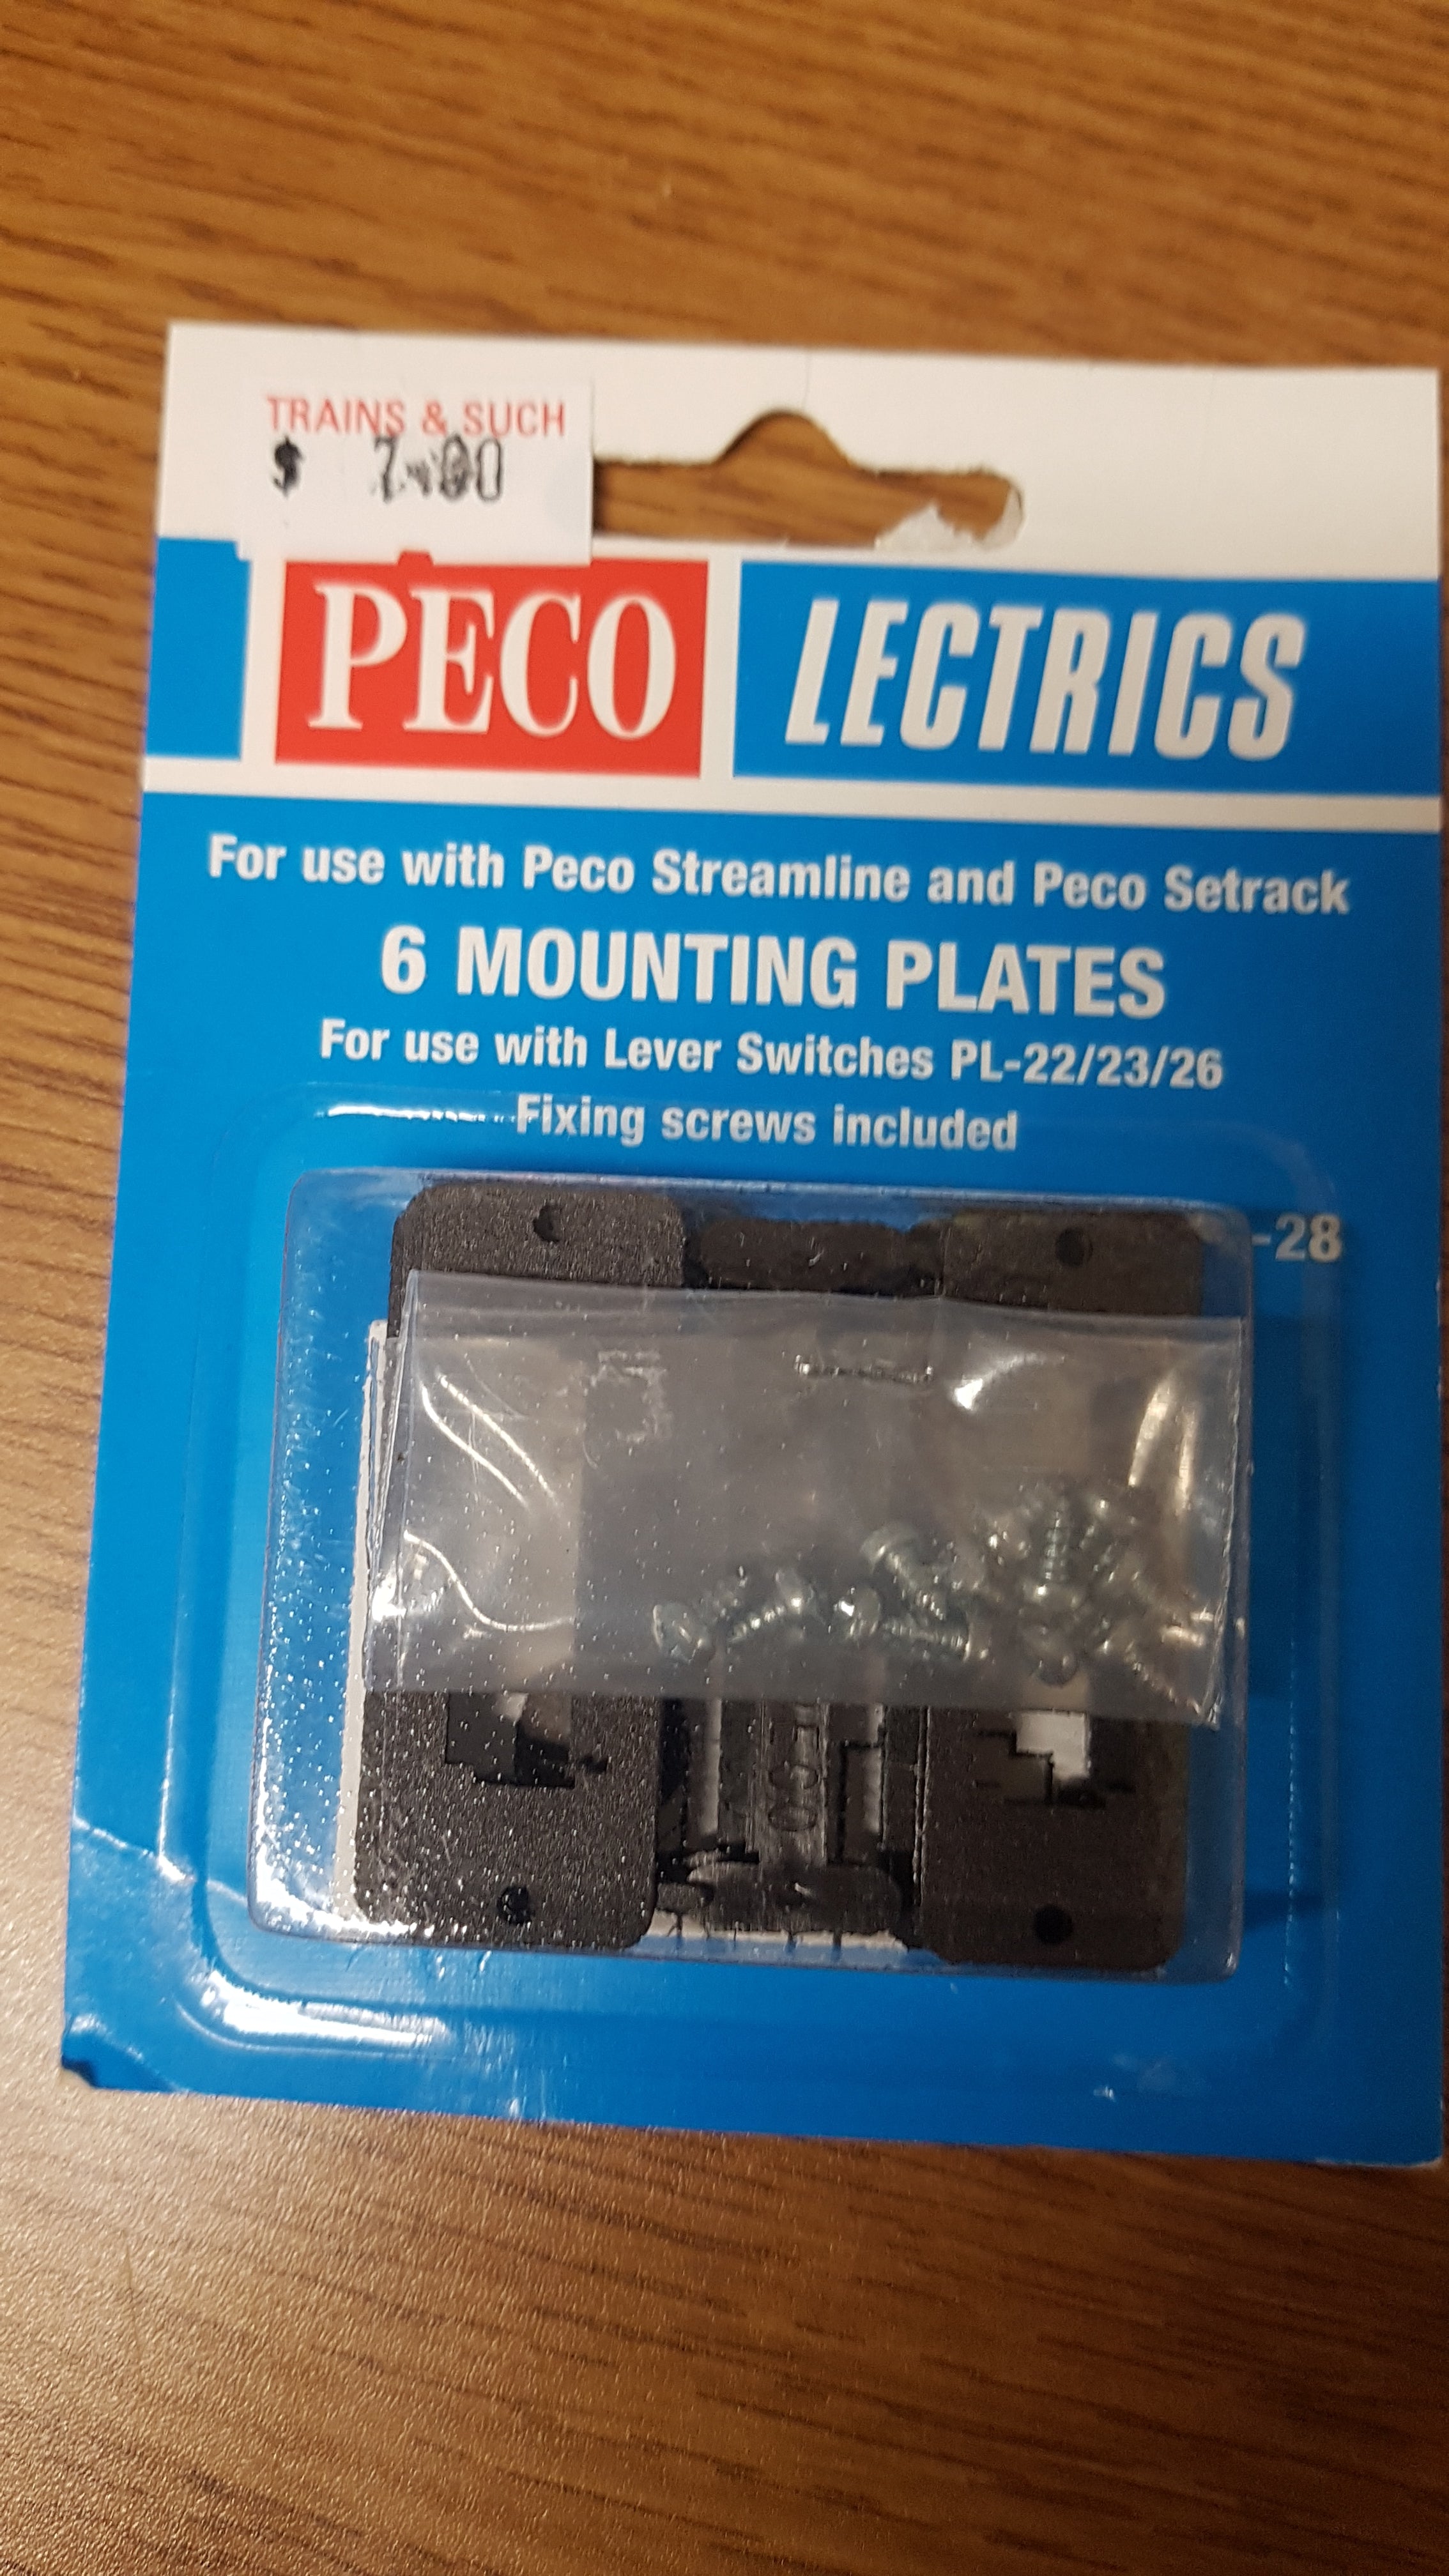 TRAINS & SUCH
$ 7.00
PECO LECTRICS
For use with Peco Streamline and Peco Setrack
6 MOUNTING PLATES
For use with Lever Switches PL-22/23/26
Fixing screws included
-28